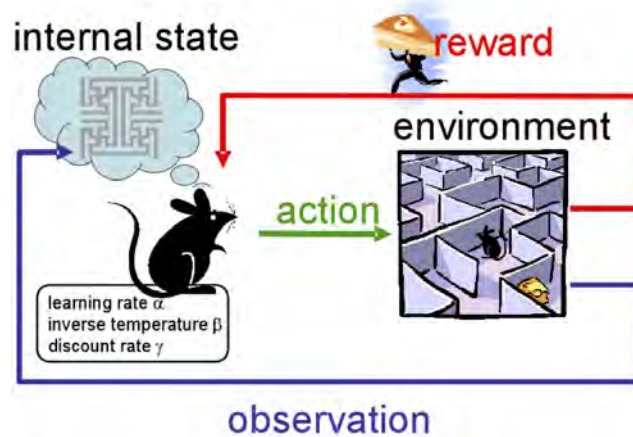 internal state
reward
environment
action
learning rate α
inverse temperature β
discount rate γ
observation